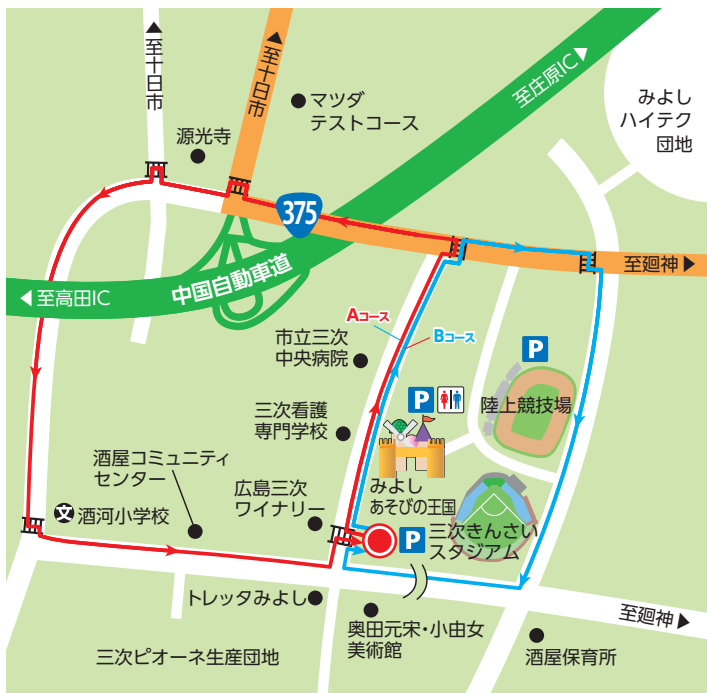 至十日市
至十日市
マツダ
テストコース
源光寺
至庄原IC
みよし
ハイテク
団地
375
中国自動車道
至高田IC
至廻神
Aコース
Bコース
市立三次
中央病院
P
P
陸上競技場
三次看護
専門学校
みよし
あそびの王国
酒屋コミュニティ
センター
広島三次
ワイナリー
文
酒河小学校
P
三次きんさい
スタジアム
トレッタみよし
奥田元宋・小由女
美術館
至廻神
酒屋保育所
三次ピオーネ生産団地